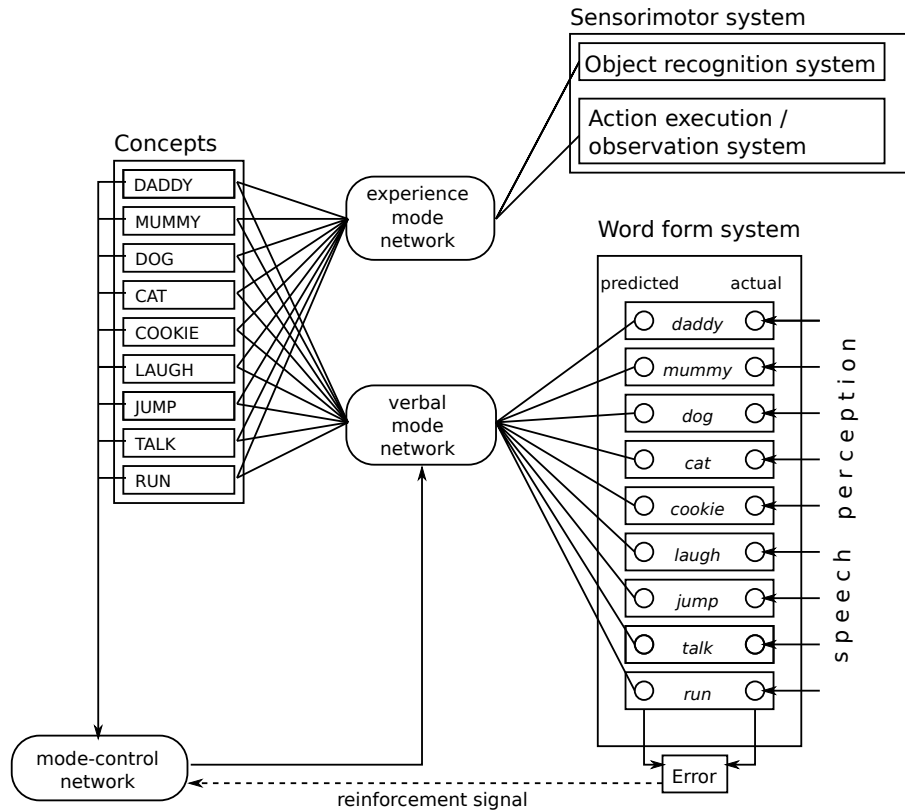 Sensorimotor system
Object recognition system
Action execution /
observation system
Concepts
DADDY
MUMMY
DOG
CAT
COOKIE
LAUGH
JUMP
TALK
RUN
experience
mode
network
verbal
mode
network
Word form system
predicted actual
daddy
mummy
dog
cat
cookie
laugh
jump
talk
run
speech perception
mode-control
network
Error
reinforcement signal